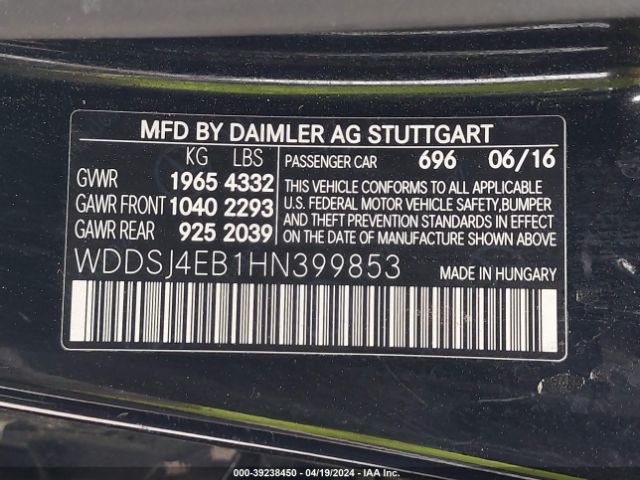 MFD BY DAIMLER AG STUTTGART
KG LBS
GVWR 1965 4332
GAWR FRONT 1040 2293
GAWR REAR 925 2039
PASSENGER CAR 696 06/16
THIS VEHICLE CONFORMS TO ALL APPLICABLE
U.S. FEDERAL MOTOR VEHICLE SAFETY, BUMPER
AND THEFT PREVENTION STANDARDS IN EFFECT
ON THE DATE OF MANUFACTURE SHOWN ABOVE
WDDSJ4EB1HN399853 MADE IN HUNGARY
000-39238450 - 04/19/2024 - IAA Inc.